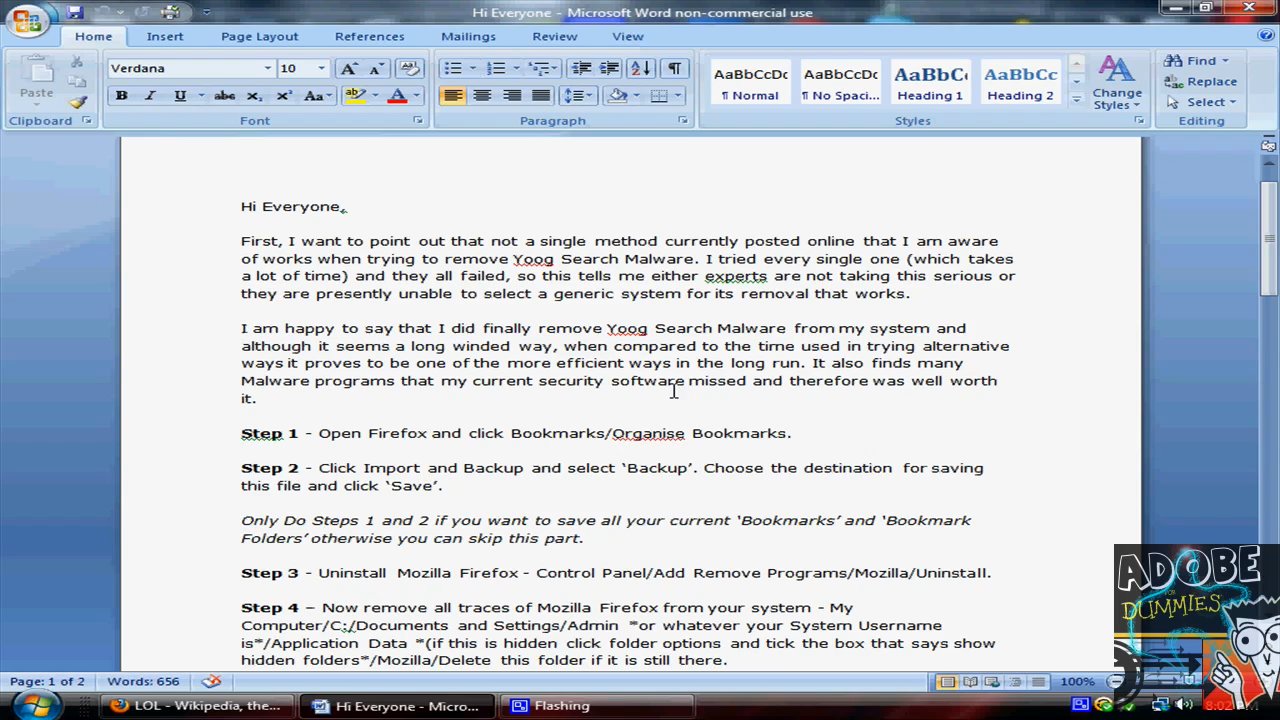 Hi Everyone - Microsoft Word non-commercial use
Home Insert Page Layout References Mailings Review View
Verdana 10
AaBbCcDc AaBbCcDc AaBbC AaBbCc
Paste
¶ Normal ¶ No Spaci... Heading 1 Heading 2
Change Styles
Find
Replace
Select
Clipboard Font Paragraph Styles Editing
Hi Everyone,
First, I want to point out that not a single method currently posted online that I am aware
of works when trying to remove Yoog Search Malware. I tried every single one (which takes
a lot of time) and they all failed, so this tells me either experts are not taking this serious or
they are presently unable to select a generic system for its removal that works.
I am happy to say that I did finally remove Yoog Search Malware from my system and
although it seems a long winded way, when compared to the time used in trying alternative
ways it proves to be one of the more efficient ways in the long run. It also finds many
Malware programs that my current security software missed and therefore was well worth
it.
Step 1 - Open Firefox and click Bookmarks/Organise Bookmarks.
Step 2 - Click Import and Backup and select ‘Backup’. Choose the destination for saving
this file and click ‘Save’.
Only Do Steps 1 and 2 if you want to save all your current ‘Bookmarks’ and ‘Bookmark
Folders’ otherwise you can skip this part.
Step 3 - Uninstall Mozilla Firefox - Control Panel/Add Remove Programs/Mozilla/Uninstall.
Step 4 – Now remove all traces of Mozilla Firefox from your system - My
Computer/C:/Documents and Settings/Admin *or whatever your System Username
is*/Application Data *(if this is hidden click folder options and tick the box that says show
hidden folders*/Mozilla/Delete this folder if it is still there.
ADOBE
FOR
DUMMIES
Page: 1 of 2 Words: 656 100%
LOL - Wikipedia, the... Hi Everyone - Micro... Flashing 8:02